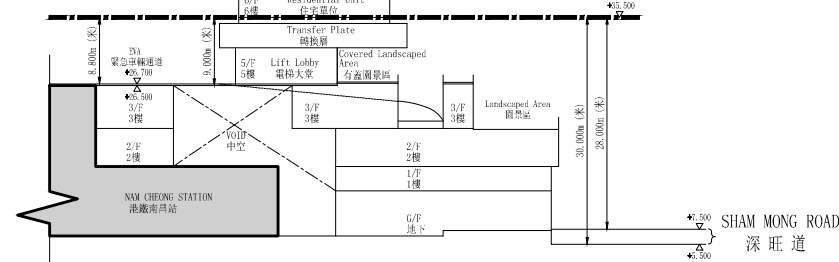 6/F Residential Unit
6樓 住宅單位
+35.500
Transfer Plate
轉換層
8.800m (米)
9.000m (米)
EVA
緊急車輛通道
+26.700
+26.500
5/F Lift Lobby
5樓 電梯大堂
Covered Landscaped
Area
有蓋園景區
3/F
3樓
3/F
3樓
3/F
3樓
Landscaped Area
園景區
30.000m (米)
28.000m (米)
VOID
中空
2/F
2樓
2/F
2樓
1/F
1樓
NAM CHEONG STATION
港鐵南昌站
G/F
地下
+7.500
SHAM MONG ROAD
深旺道
+5.500